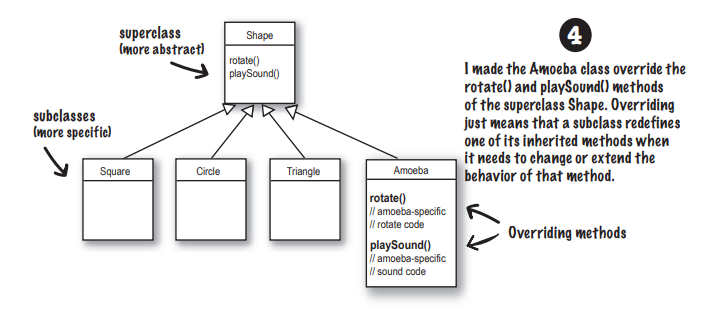 superclass
(more abstract)
Shape
rotate()
playSound()
subclasses
(more specific)
Square
Circle
Triangle
Amoeba
rotate()
// amoeba-specific
// rotate code
playSound()
// amoeba-specific
// sound code
Overriding methods
4
I made the Amoeba class override the
rotate() and playSound() methods
of the superclass Shape. Overriding
just means that a subclass redefines
one of its inherited methods when
it needs to change or extend the
behavior of that method.